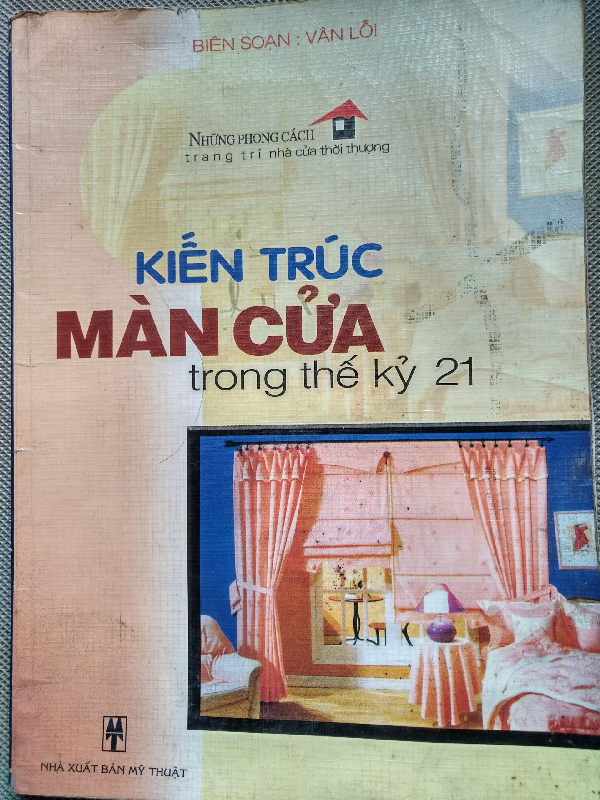 BIÊN SOẠN : VÂN LỖI
NHỮNG PHONG CÁCH
trang trí nhà cửa thời thượng
KIẾN TRÚC
MÀN CỬA
trong thế kỷ 21
MT
NHÀ XUẤT BẢN MỸ THUẬT